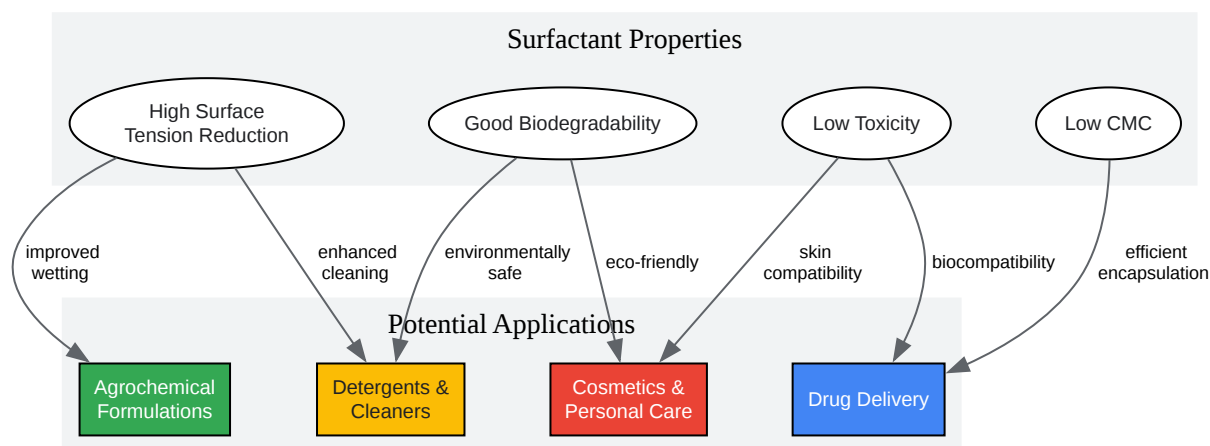 Surfactant Properties
High Surface
Tension Reduction
Good Biodegradability
Low Toxicity
Low CMC
improved
wetting
enhanced
cleaning
environmentally
safe
eco-friendly
skin
compatibility
biocompatibility
efficient
encapsulation
Potential Applications
Agrochemical
Formulations
Detergents &
Cleaners
Cosmetics &
Personal Care
Drug Delivery